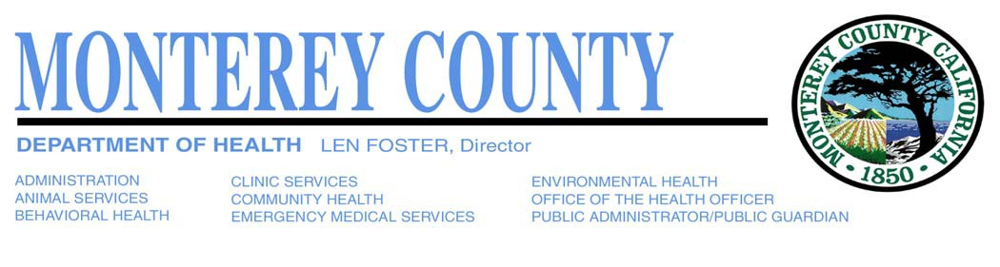 MONTEREY COUNTY
DEPARTMENT OF HEALTH LEN FOSTER, Director
ADMINISTRATION
ANIMAL SERVICES
BEHAVIORAL HEALTH
CLINIC SERVICES
COMMUNITY HEALTH
EMERGENCY MEDICAL SERVICES
ENVIRONMENTAL HEALTH
OFFICE OF THE HEALTH OFFICER
PUBLIC ADMINISTRATOR/PUBLIC GUARDIAN
MONTEREY COUNTY CALIFORNIA
• 1850 •